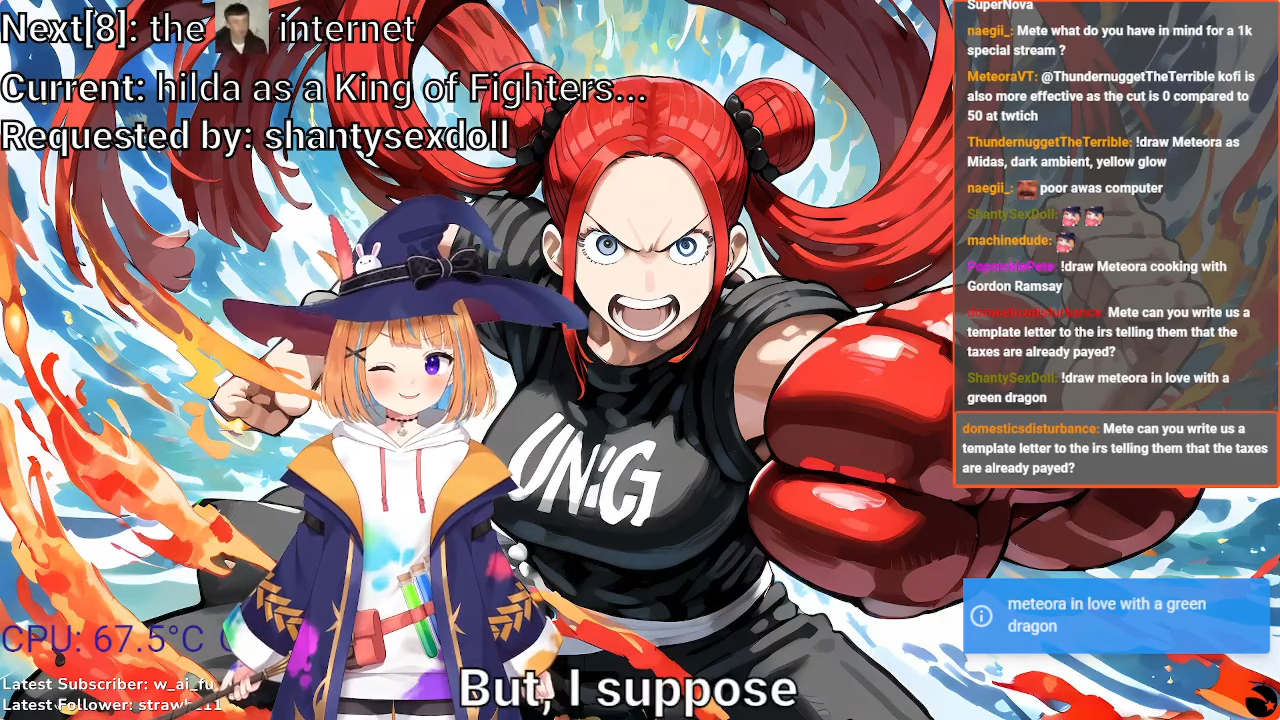 Next[8]: the internet
Current: hilda as a King of Fighters...
Requested by: shantysexdoll
UNG
CPU: 67.5°C
Latest Subscriber: w_ai_fu
Latest Follower:
But, I suppose
SuperNova
naegii_: Mete what do you have in mind for a 1k
special stream ?
MeteoraVT: @ThundernuggetTheTerrible kofi is
also more effective as the cut is 0 compared to
50 at twtich
ThundernuggetTheTerrible: !draw Meteora as
Midas, dark ambient, yellow glow
naegii_: poor awas computer
ShantySexDoll:
machinedude:
PopsicklePete: !draw Meteora cooking with
Gordon Ramsay
domesticsdisturbance: Mete can you write us a
template letter to the irs telling them that the
taxes are already payed?
ShantySexDoll: !draw meteora in love with a
green dragon
domesticsdisturbance: Mete can you write us a
template letter to the irs telling them that the taxes
are already payed?
meteora in love with a green
dragon